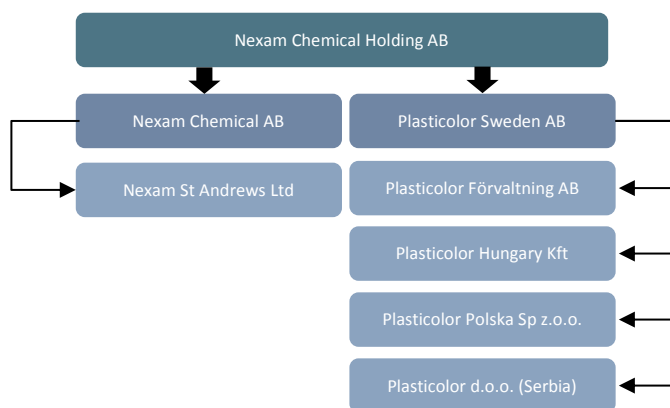 Nexam Chemical Holding AB
Nexam Chemical AB
Plasticolor Sweden AB
Nexam St Andrews Ltd
Plasticolor Förvaltning AB
Plasticolor Hungary Kft
Plasticolor Polska Sp z.o.o.
Plasticolor d.o.o. (Serbia)